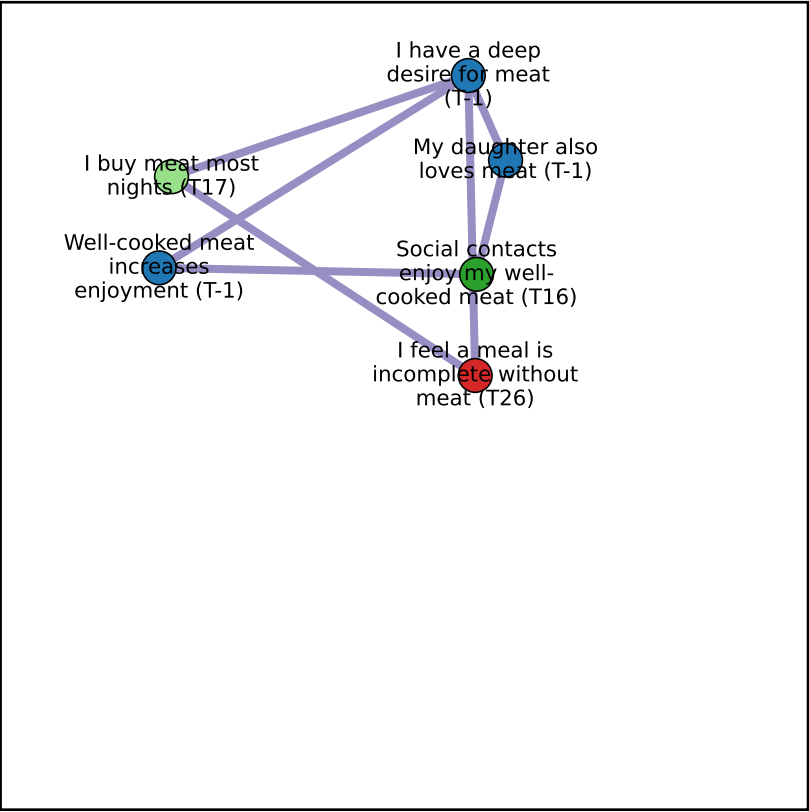 I have a deep
desire for meat
(T-1)
My daughter also
loves meat (T-1)
I buy meat most
nights (T17)
Well-cooked meat
increases
enjoyment (T-1)
Social contacts
enjoy my well-
cooked meat (T16)
I feel a meal is
incomplete without
meat (T26)